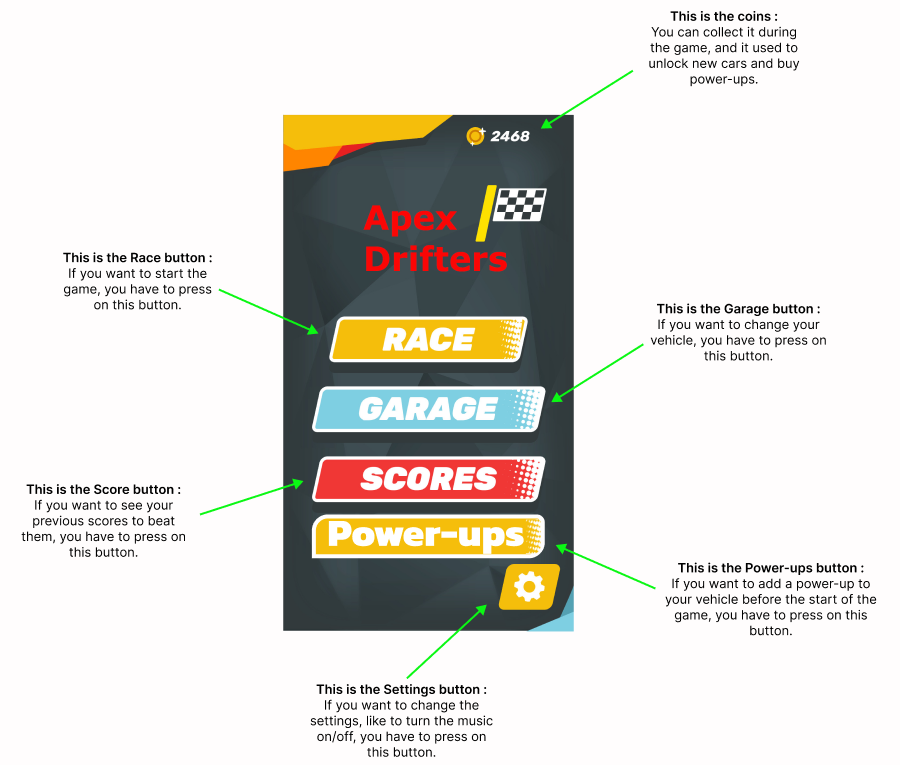 This is the coins :
You can collect it during
the game, and it used to
unlock new cars and buy
power-ups.
2468
Apex
Drifters
This is the Race button :
If you want to start the
game, you have to press
on this button.
This is the Garage button :
If you want to change your
vehicle, you have to press on
this button.
RACE
GARAGE
SCORES
Power-ups
This is the Score button :
If you want to see your
previous scores to beat
them, you have to press on
this button.
This is the Power-ups button :
If you want to add a power-up to
your vehicle before the start of the
game, you have to press on this
button.
This is the Settings button :
If you want to change the
settings, like to turn the music
on/off, you have to press on
this button.